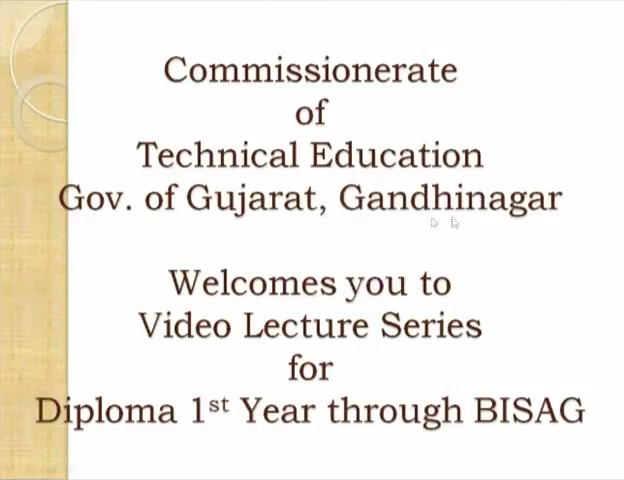 Commissionerate
of
Technical Education
Gov. of Gujarat, Gandhinagar
Welcomes you to
Video Lecture Series
for
Diploma 1st Year through BISAG